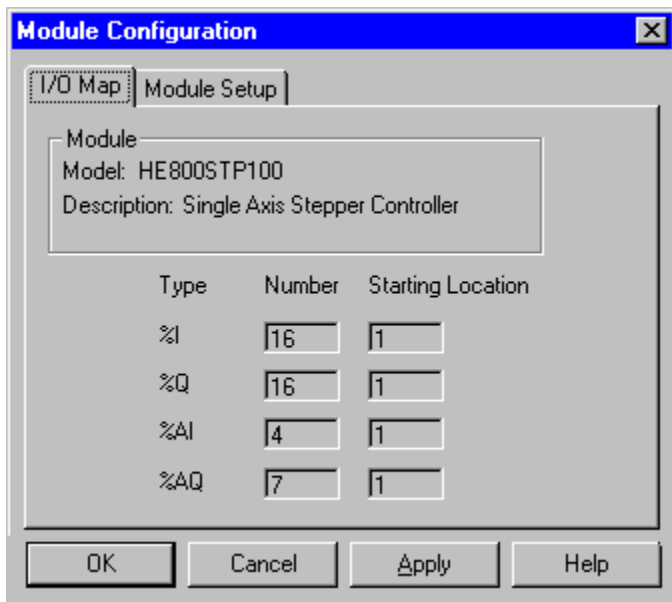 Module Configuration
I/O Map Module Setup
Module
Model: HE800STP100
Description: Single Axis Stepper Controller
Type Number Starting Location
%I 16 1
%Q 16 1
%AI 4 1
%AQ 7 1
OK Cancel Apply Help